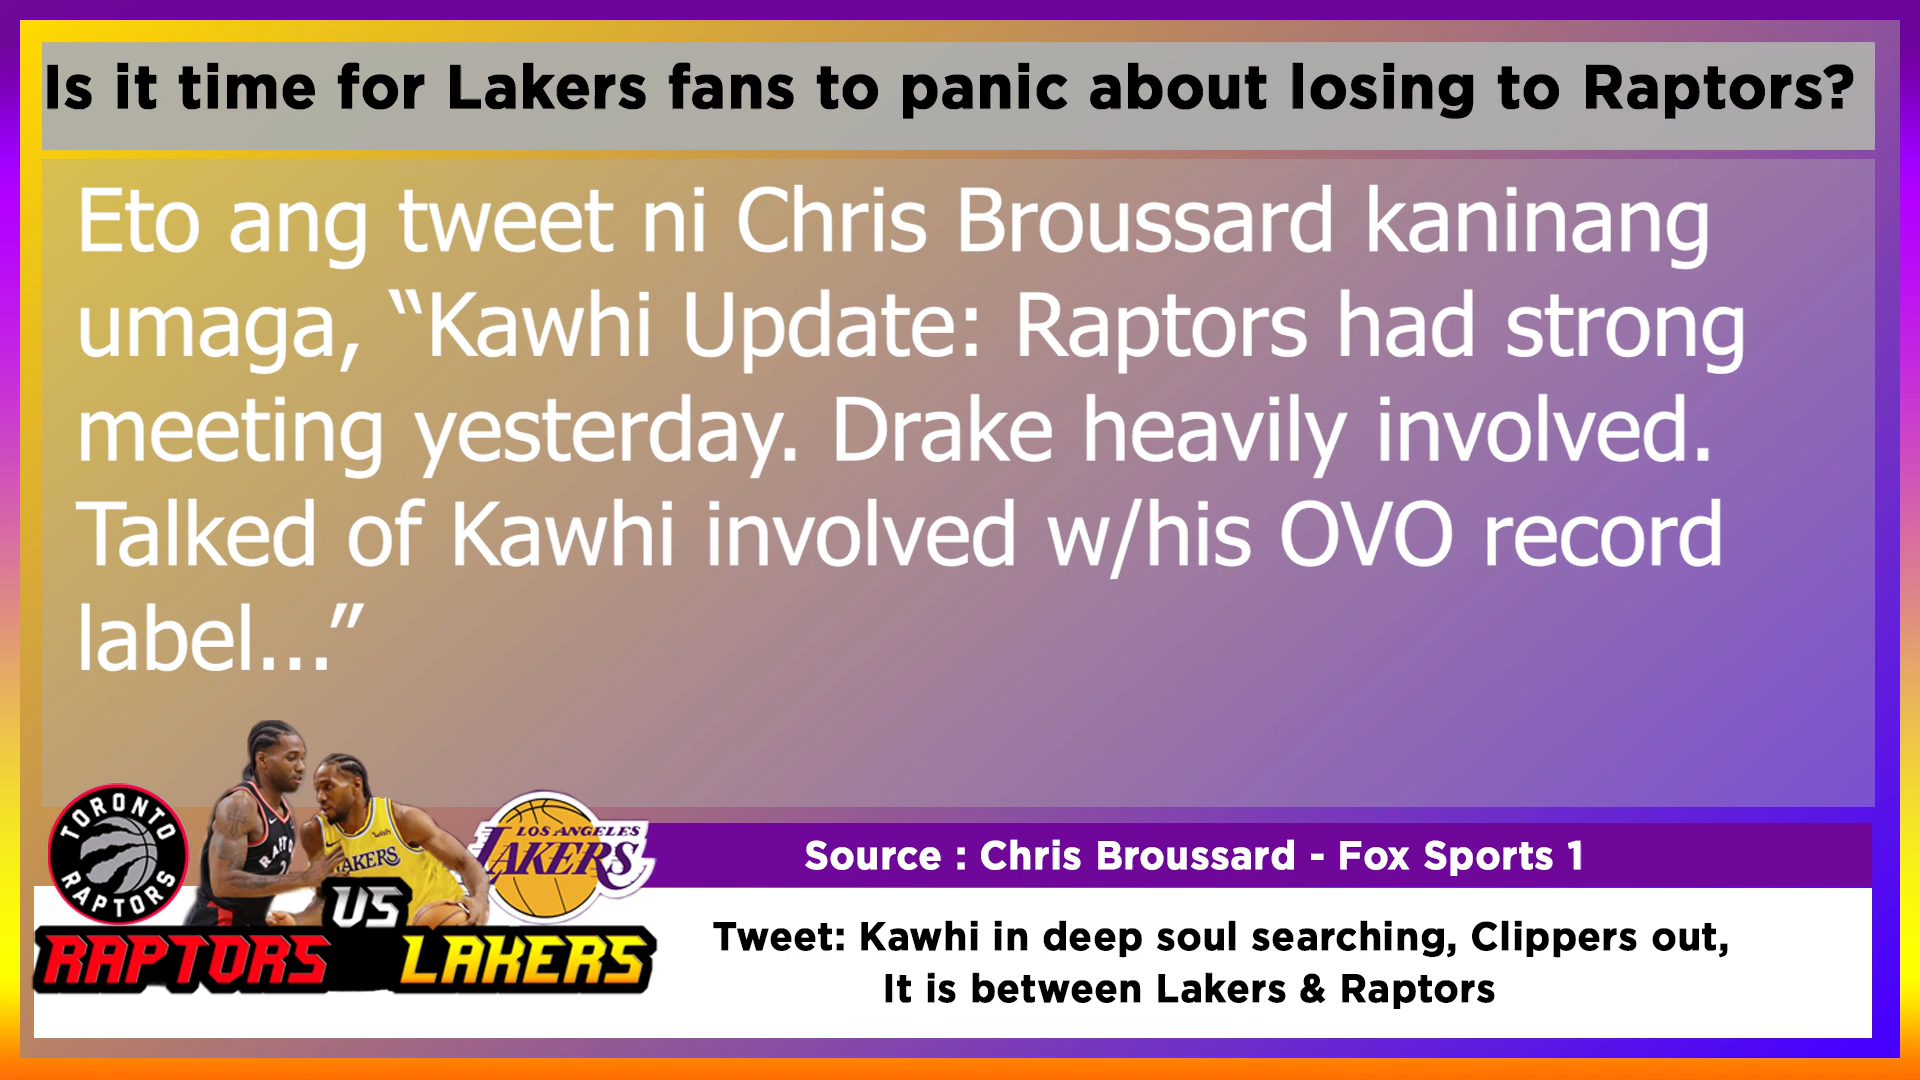 Is it time for Lakers fans to panic about losing to Raptors?
Eto ang tweet ni Chris Broussard kaninang
umaga, “Kawhi Update: Raptors had strong
meeting yesterday. Drake heavily involved.
Talked of Kawhi involved w/his OVO record
label...”
TORONTO
RAPTORS
LAKERS
LOS ANGELES
LAKERS
VS
RAPTORS LAKERS
Source : Chris Broussard - Fox Sports 1
Tweet: Kawhi in deep soul searching, Clippers out,
It is between Lakers & Raptors